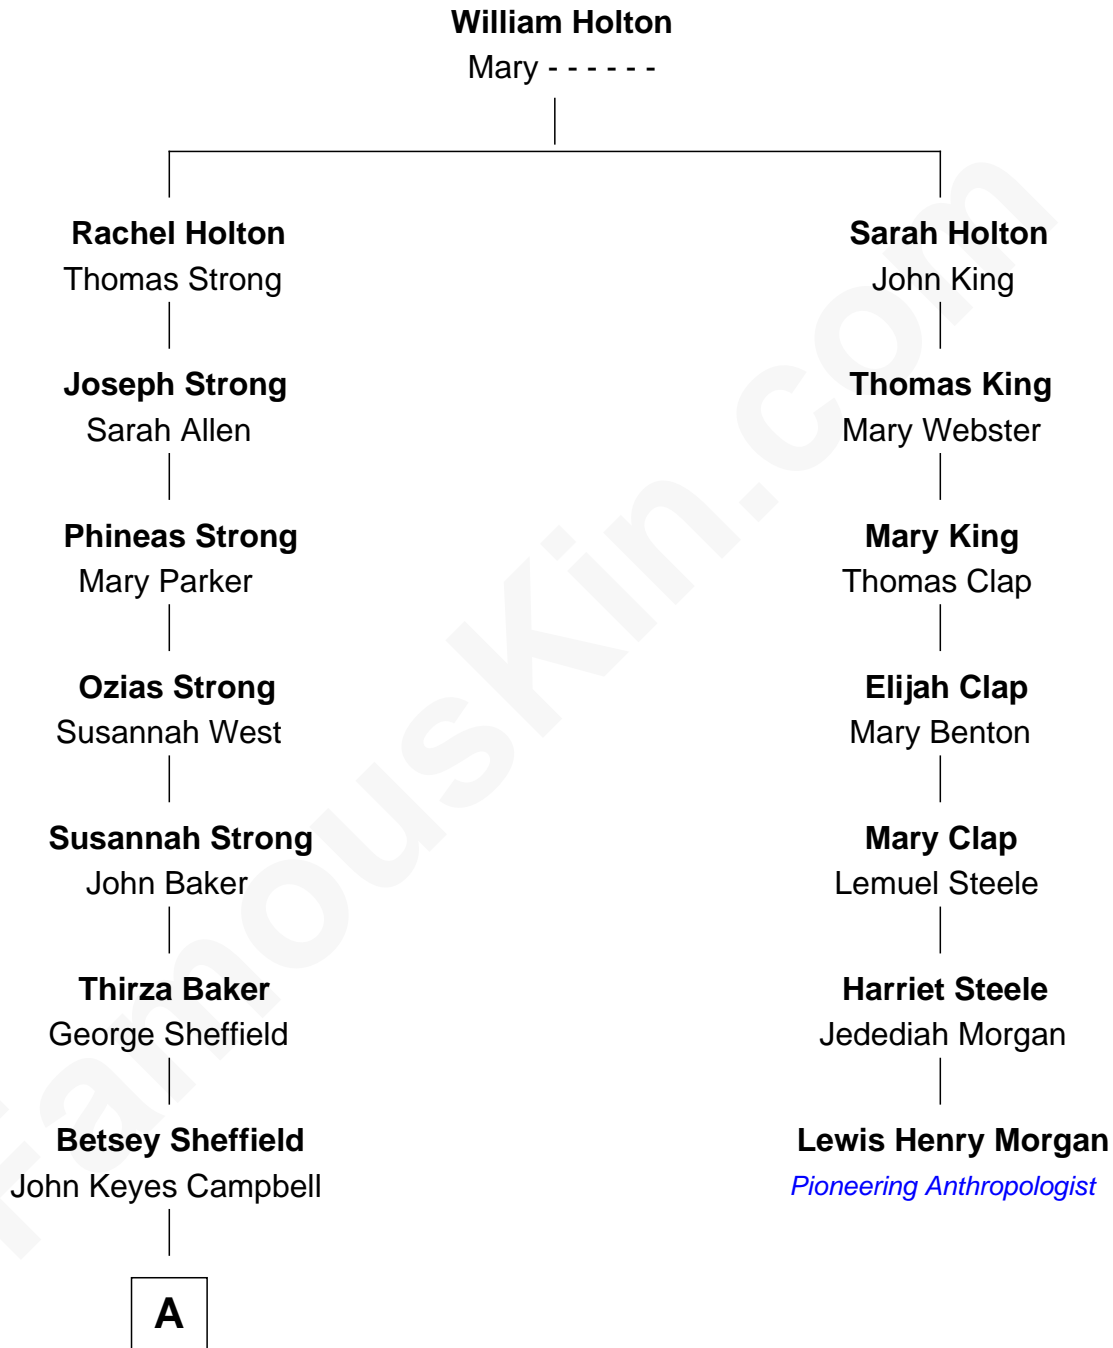 William Holton
Mary - - - - - -
Rachel Holton
Thomas Strong
Sarah Holton
John King
Joseph Strong
Sarah Allen
Thomas King
Mary Webster
Phineas Strong
Mary Parker
Mary King
Thomas Clap
Ozias Strong
Susannah West
Elijah Clap
Mary Benton
Susannah Strong
John Baker
Mary Clap
Lemuel Steele
Thirza Baker
George Sheffield
Harriet Steele
Jedediah Morgan
Betsey Sheffield
John Keyes Campbell
Lewis Henry Morgan
Pioneering Anthropologist
A
FamousKin.com